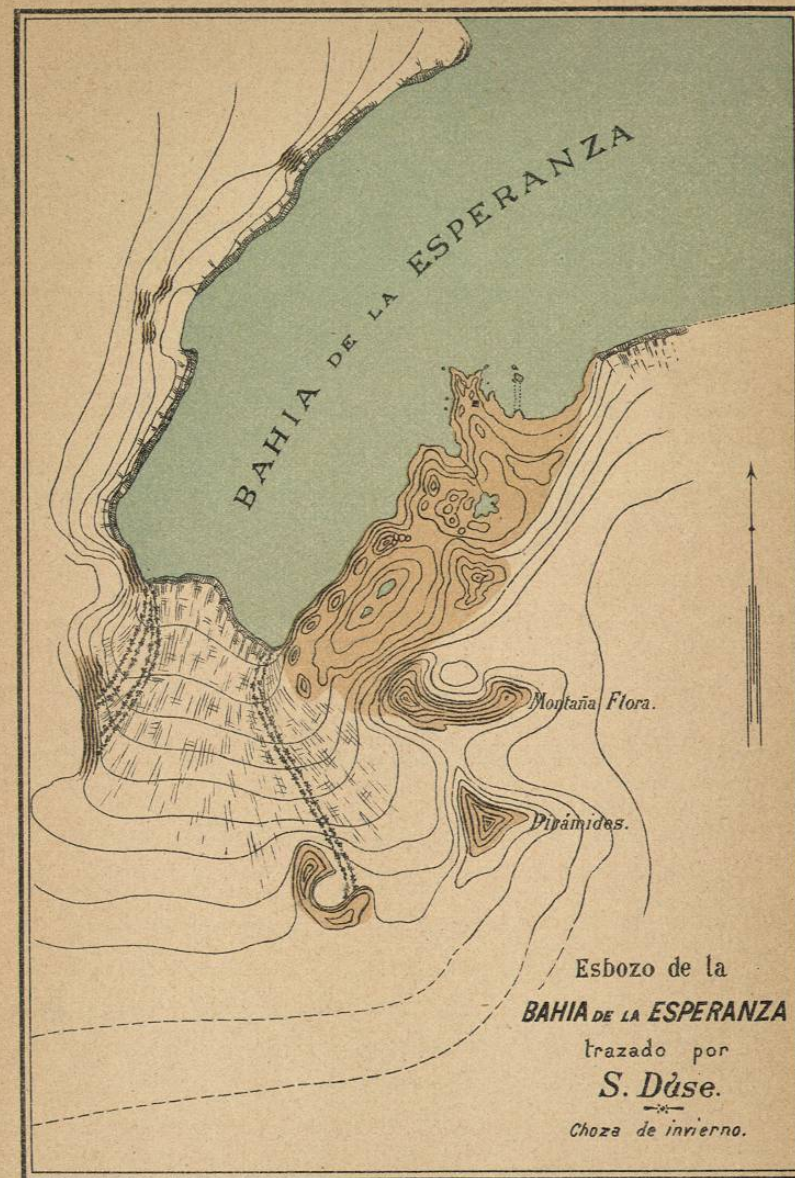 BAHIA DE LA ESPERANZA
Montaña Flora.
Pirámides.
Esbozo de la
BAHIA DE LA ESPERANZA
trazado por
S. Dùse.
Choza de invierno.